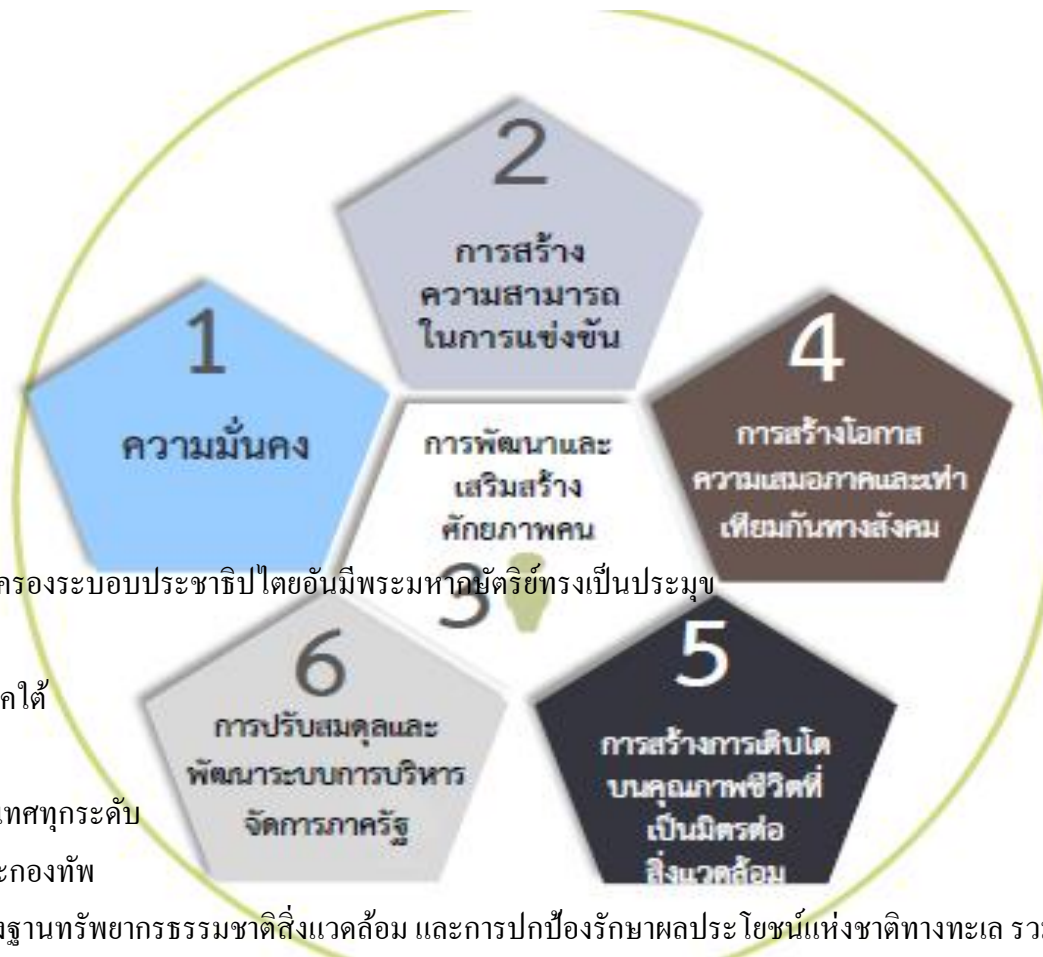 2
การสร้าง
ความสามารถ
ในการแข่งขัน
1
ความมั่นคง
4
การสร้างโอกาส
ความเสมอภาคและเท่า
เทียมกันทางสังคม
การพัฒนาและ
เสริมสร้าง
ศักยภาพคน
3
ครองระบอบประชาธิปไตยอันมีพระมหากษัตริย์ทรงเป็นประมุข
6
การปรับสมดุลและ
พัฒนาระบบการบริหาร
จัดการภาครัฐ
5
การสร้างการเติบโต
บนคุณภาพชีวิตที่
เป็นมิตรต่อ
สิ่งแวดล้อม
คใต้
เทศทุกระดับ
ะกองทัพ
งฐานทรัพยากรธรรมชาติสิ่งแวดล้อม และการปกป้องรักษาผลประโยชน์แห่งชาติทางทะเล รวม